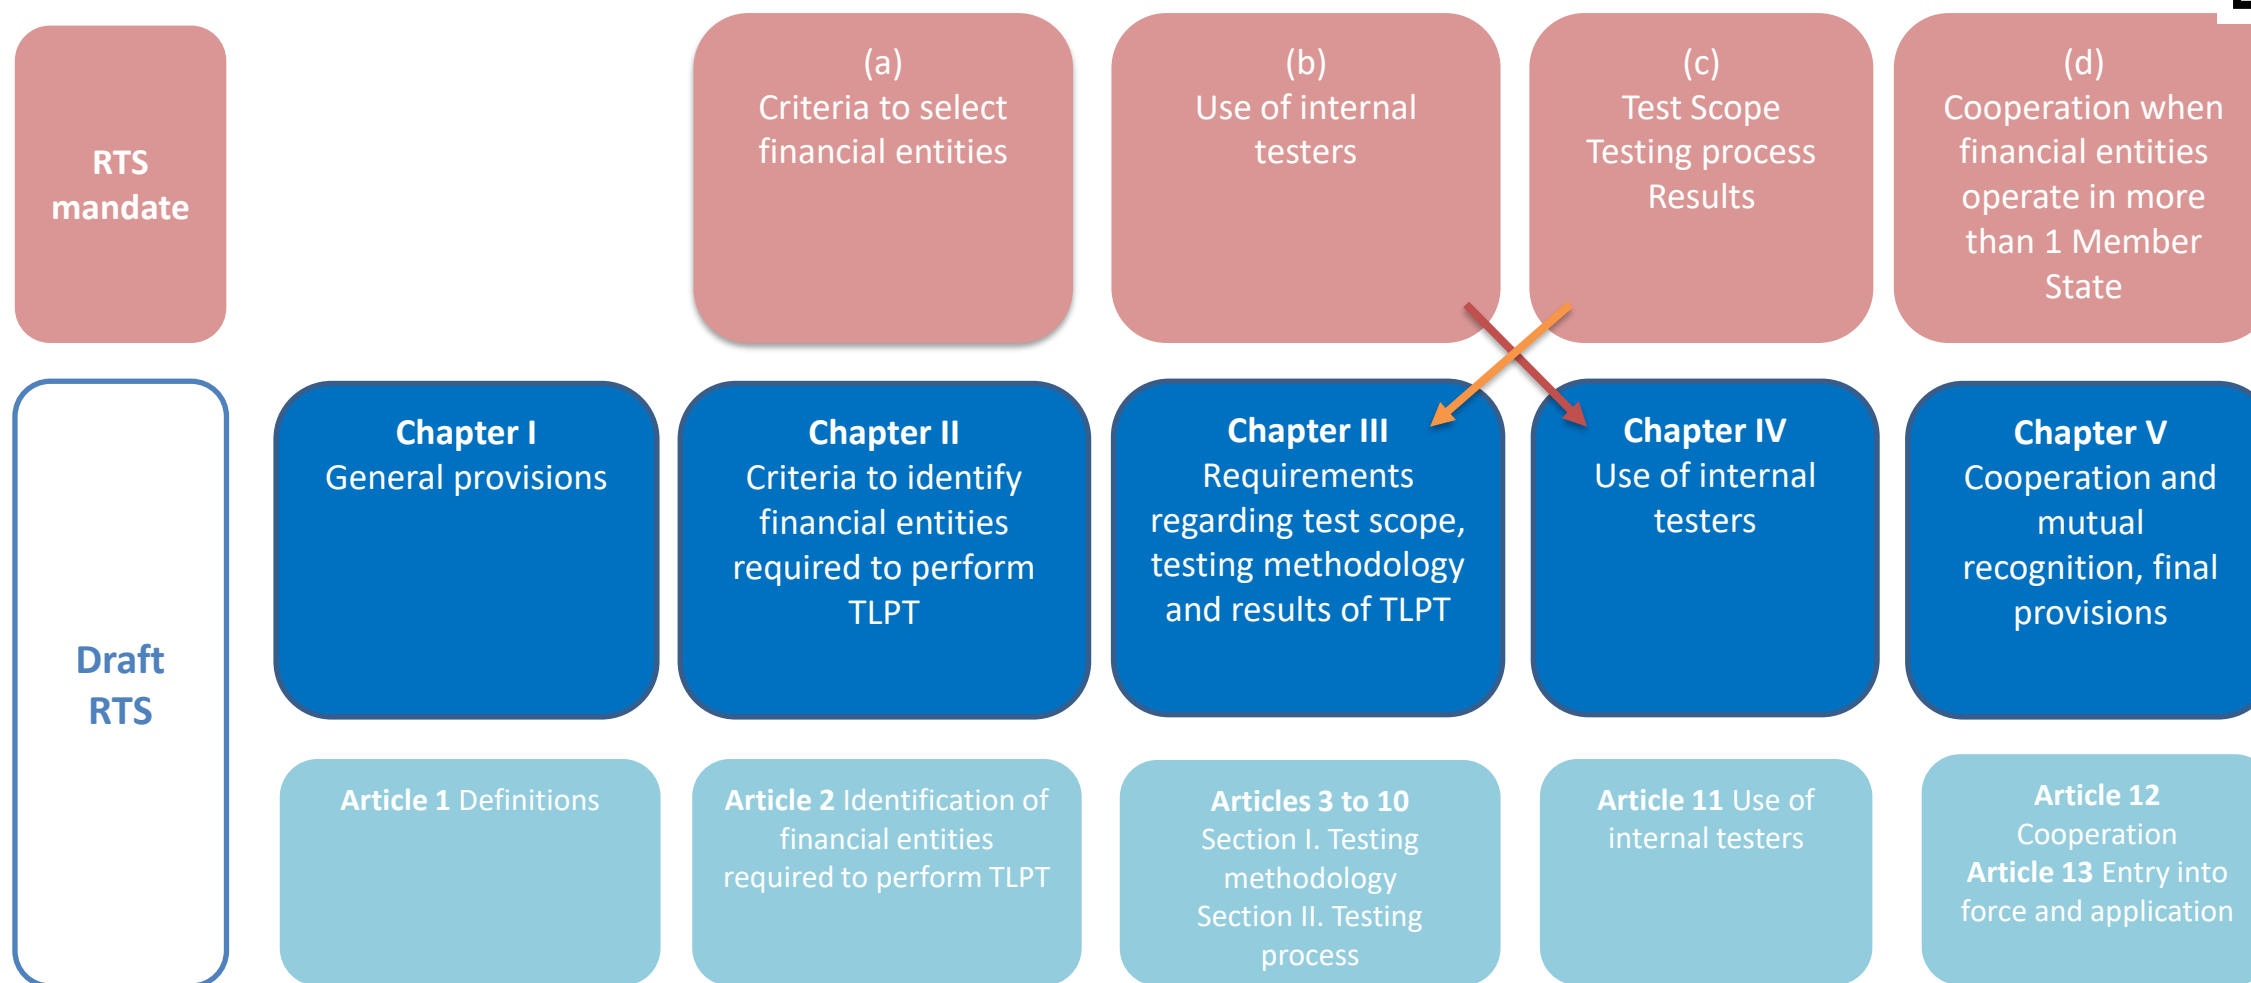 RTS
mandate
(a)
Criteria to select
financial entities
(b)
Use of internal
testers
(c)
Test Scope
Testing process
Results
(d)
Cooperation when
financial entities
operate in more
than 1 Member
State
Draft
RTS
Chapter I
General provisions
Chapter II
Criteria to identify
financial entities
required to perform
TLPT
Chapter III
Requirements
regarding test scope,
testing methodology
and results of TLPT
Chapter IV
Use of internal
testers
Chapter V
Cooperation and
mutual
recognition, final
provisions
Article 1 Definitions
Article 2 Identification of
financial entities
required to perform TLPT
Articles 3 to 10
Section I. Testing
methodology
Section II. Testing
process
Article 11 Use of
internal testers
Article 12
Cooperation
Article 13 Entry into
force and application